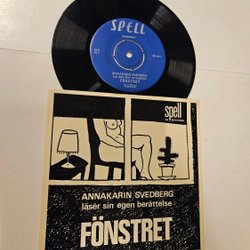 SPELL
ANNAKARIN SVEDBERG
FÖNSTRET
spell
ANNAKARIN SVEDBERG
läser sin egen berättelse
FÖNSTRET